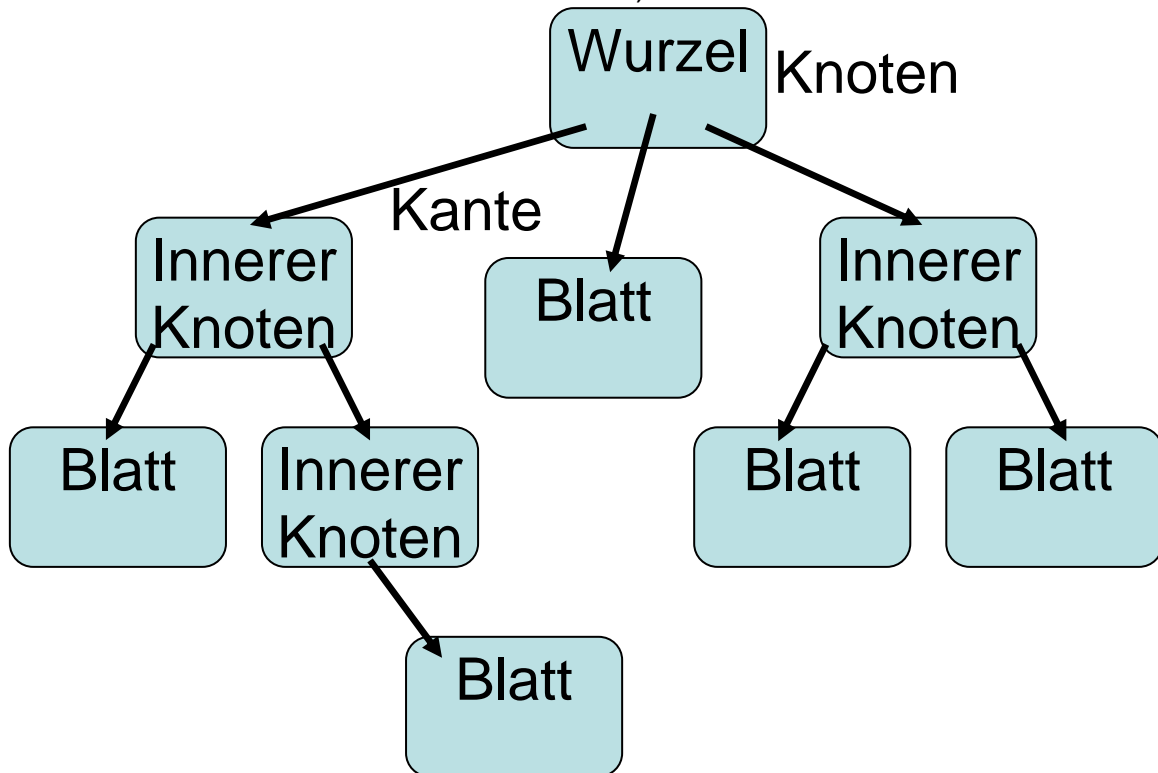 Wurzel
Knoten
Kante
Innerer
Knoten
Blatt
Innerer
Knoten
Blatt
Innerer
Knoten
Blatt
Blatt
Blatt